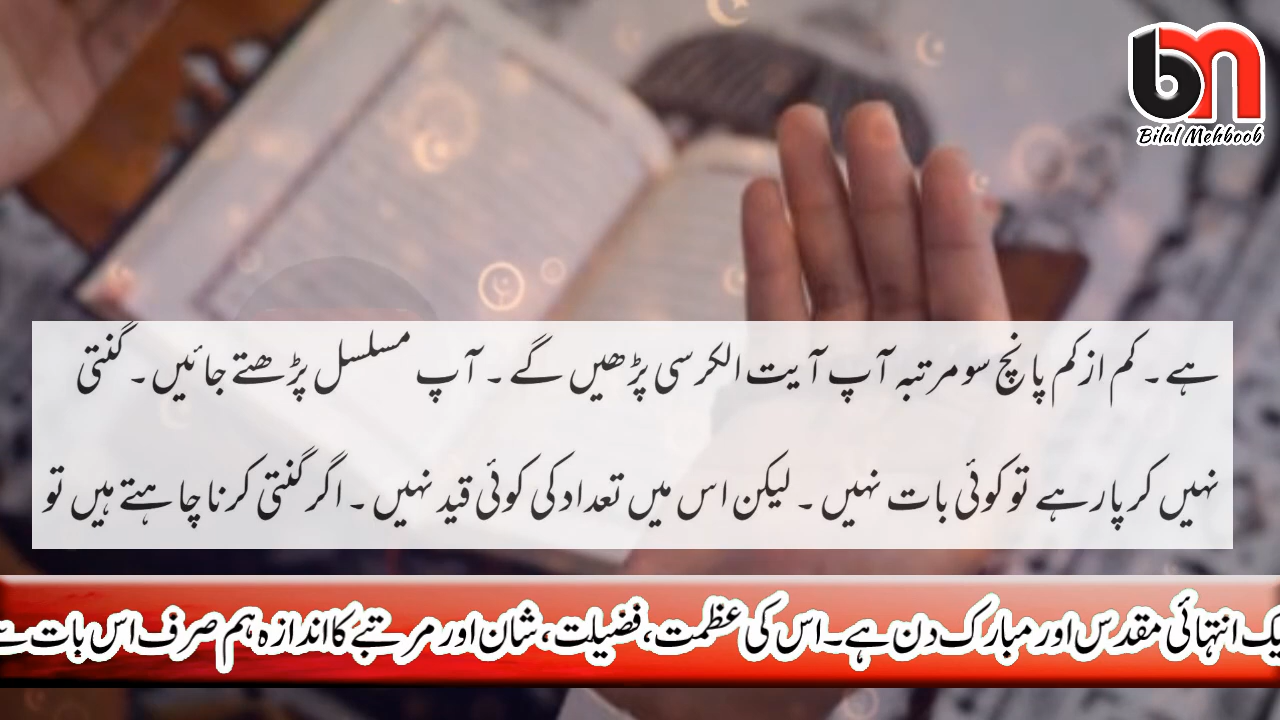 bm
Bilal Mehboob
ہے۔ کم از کم پانچ سو مرتبہ آپ آیت الکرسی پڑھیں گے۔ آپ مسلسل پڑھتے جائیں۔ گنتی
نہیں کر پا رہے تو کوئی بات نہیں۔ لیکن اس میں تعداد کی کوئی قید نہیں۔ اگر گنتی کرنا چاہتے ہیں تو
انتہائی مقدس اور مبارک دن ہے۔ اس کی عظمت، فضیلت، شان اور مرتبے کا اندازہ ہم صرف اس بات سے